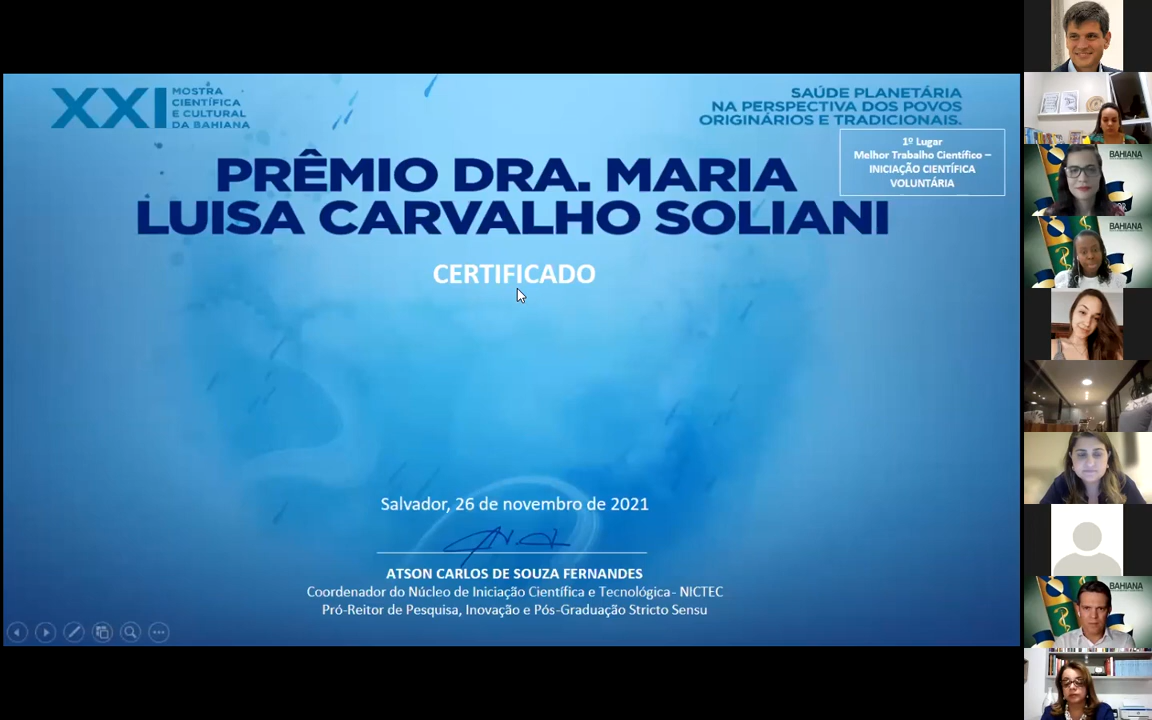 XXI
MOSTRA
CIENTÍFICA
E CULTURAL
DA BAHIANA
SAÚDE PLANETÁRIA
NA PERSPECTIVA DOS POVOS
ORIGINÁRIOS E TRADICIONAIS.
1º Lugar
Melhor Trabalho Científico –
INICIAÇÃO CIENTÍFICA
VOLUNTÁRIA
PRÊMIO DRA. MARIA
LUISA CARVALHO SOLIANI
CERTIFICADO
Salvador, 26 de novembro de 2021
ATSON CARLOS DE SOUZA FERNANDES
Coordenador do Núcleo de Iniciação Científica e Tecnológica- NICTEC
Pró-Reitor de Pesquisa, Inovação e Pós-Graduação Stricto Sensu
BAHIANA
BAHIANA
BAHIANA